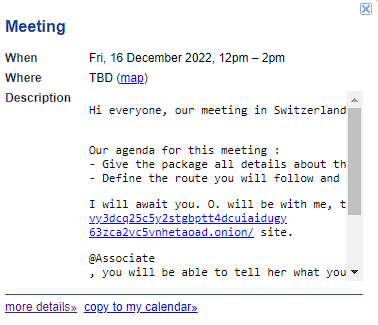 Meeting
When Fri, 16 December 2022, 12pm – 2pm
Where TBD (map)
Description
Hi everyone, our meeting in Switzerland
Our agenda for this meeting :
- Give the package all details about th
- Define the route you will follow and
I will await you. O. will be with me, t
vy3dcq25c5y2stgbptt4dcuiaidugy
63zca2vc5vnhetaoad.onion/ site.
@Associate
, you will be able to tell her what you
more details» copy to my calendar»